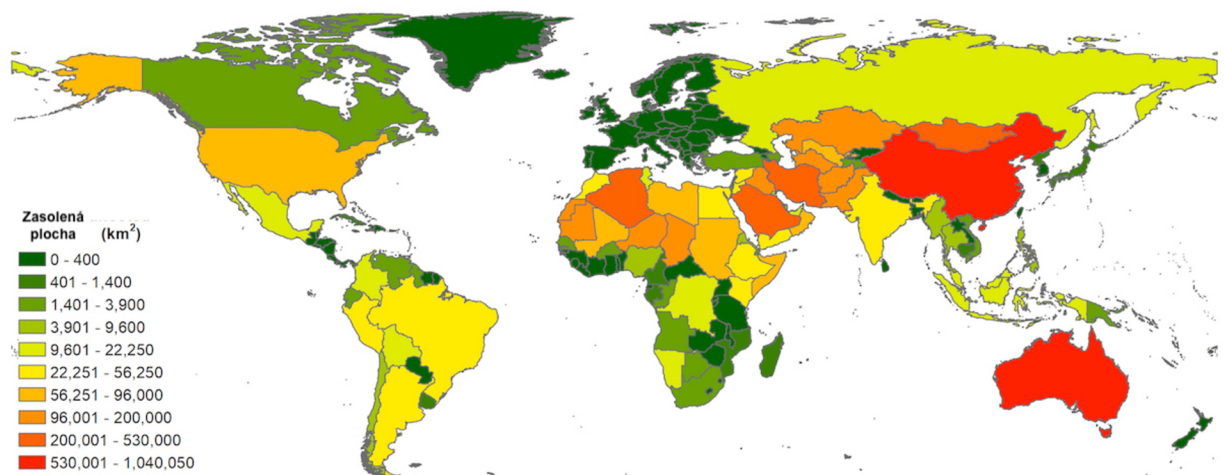 Zasolená
plocha (km²)
0 - 400
401 - 1,400
1,401 - 3,900
3,901 - 9,600
9,601 - 22,250
22,251 - 56,250
56,251 - 96,000
96,001 - 200,000
200,001 - 530,000
530,001 - 1,040,050